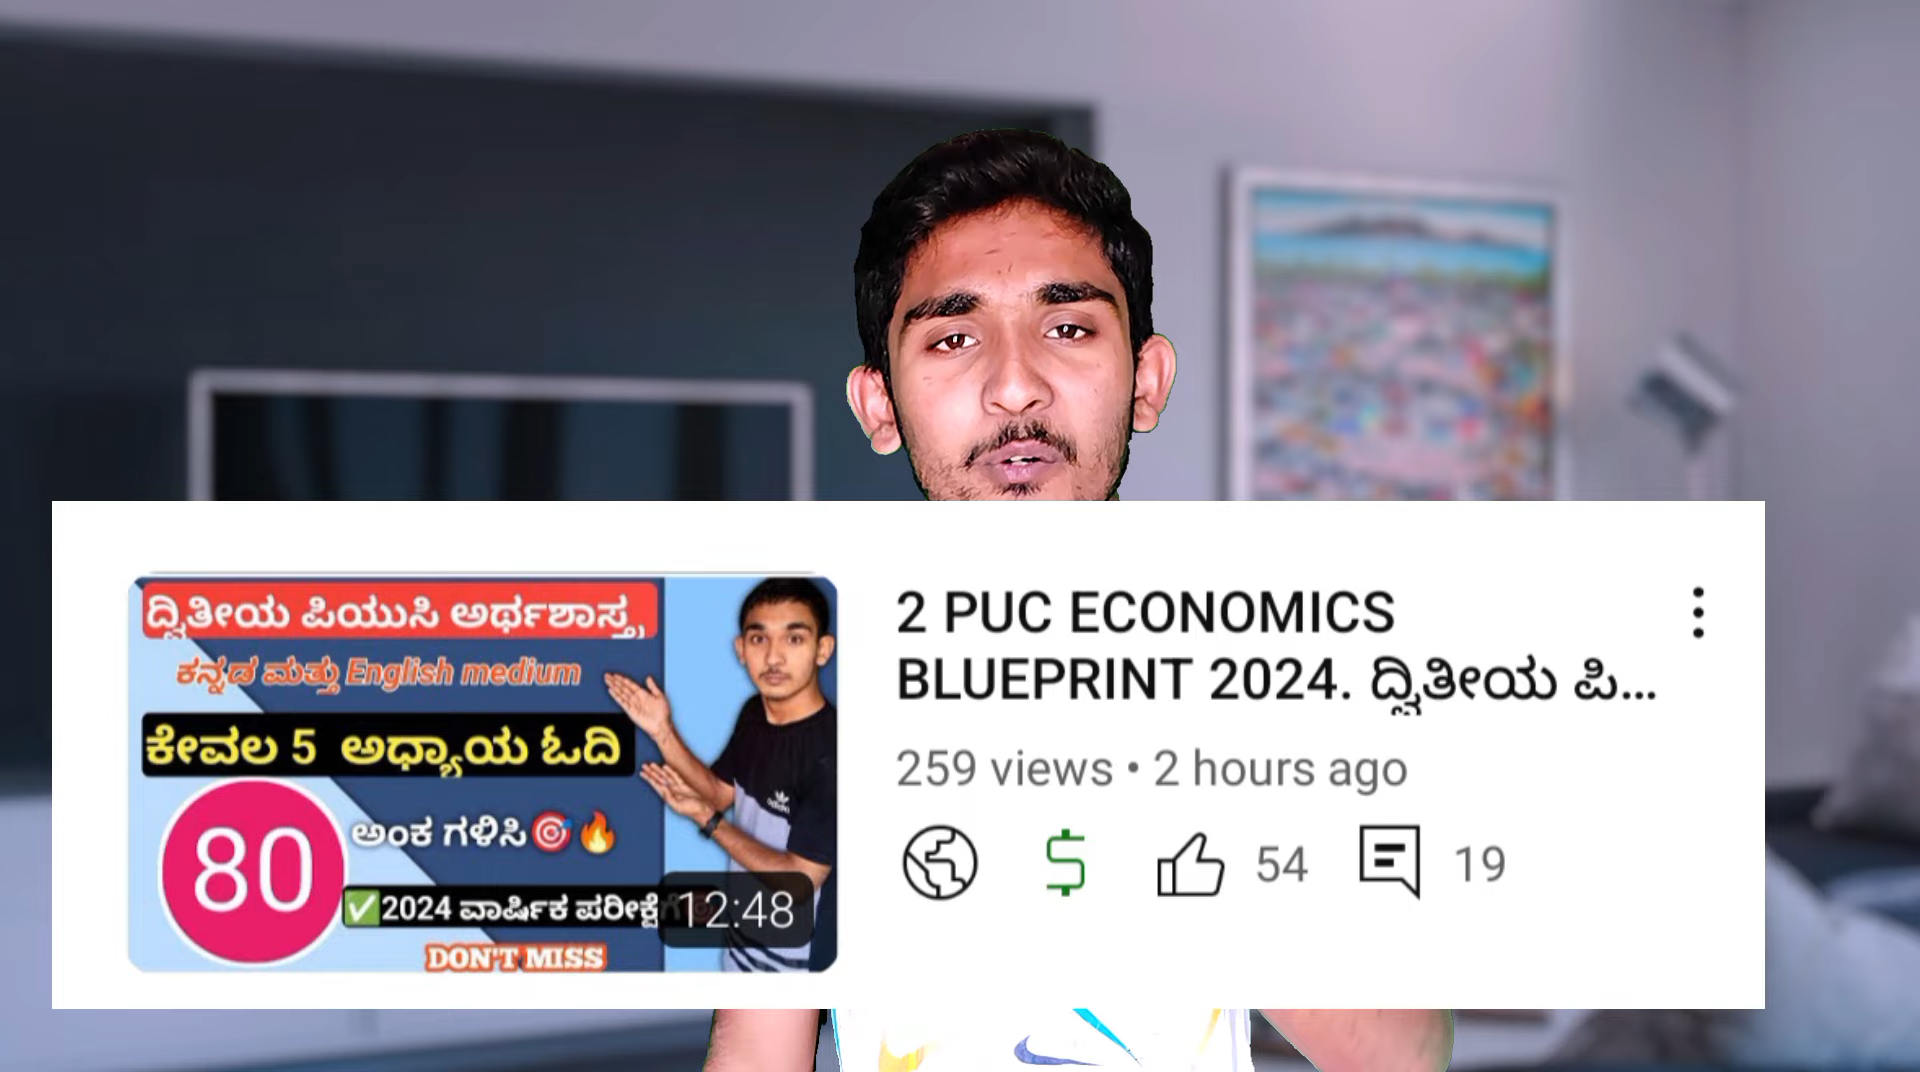 ದ್ವಿತೀಯ ಪಿಯುಸಿ ಅರ್ಥಶಾಸ್ತ್ರ
ಕನ್ನಡ ಮತ್ತು English medium
ಕೇವಲ 5 ಅಧ್ಯಾಯ ಓದಿ
80
ಅಂಕ ಗಳಿಸಿ🎯🔥
✅2024 ವಾರ್ಷಿಕ ಪರೀಕ್ಷೆಗೆ
12:48
DON'T MISS
2 PUC ECONOMICS
BLUEPRINT 2024. ದ್ವಿತೀಯ ಪಿ...
259 views • 2 hours ago
54
19